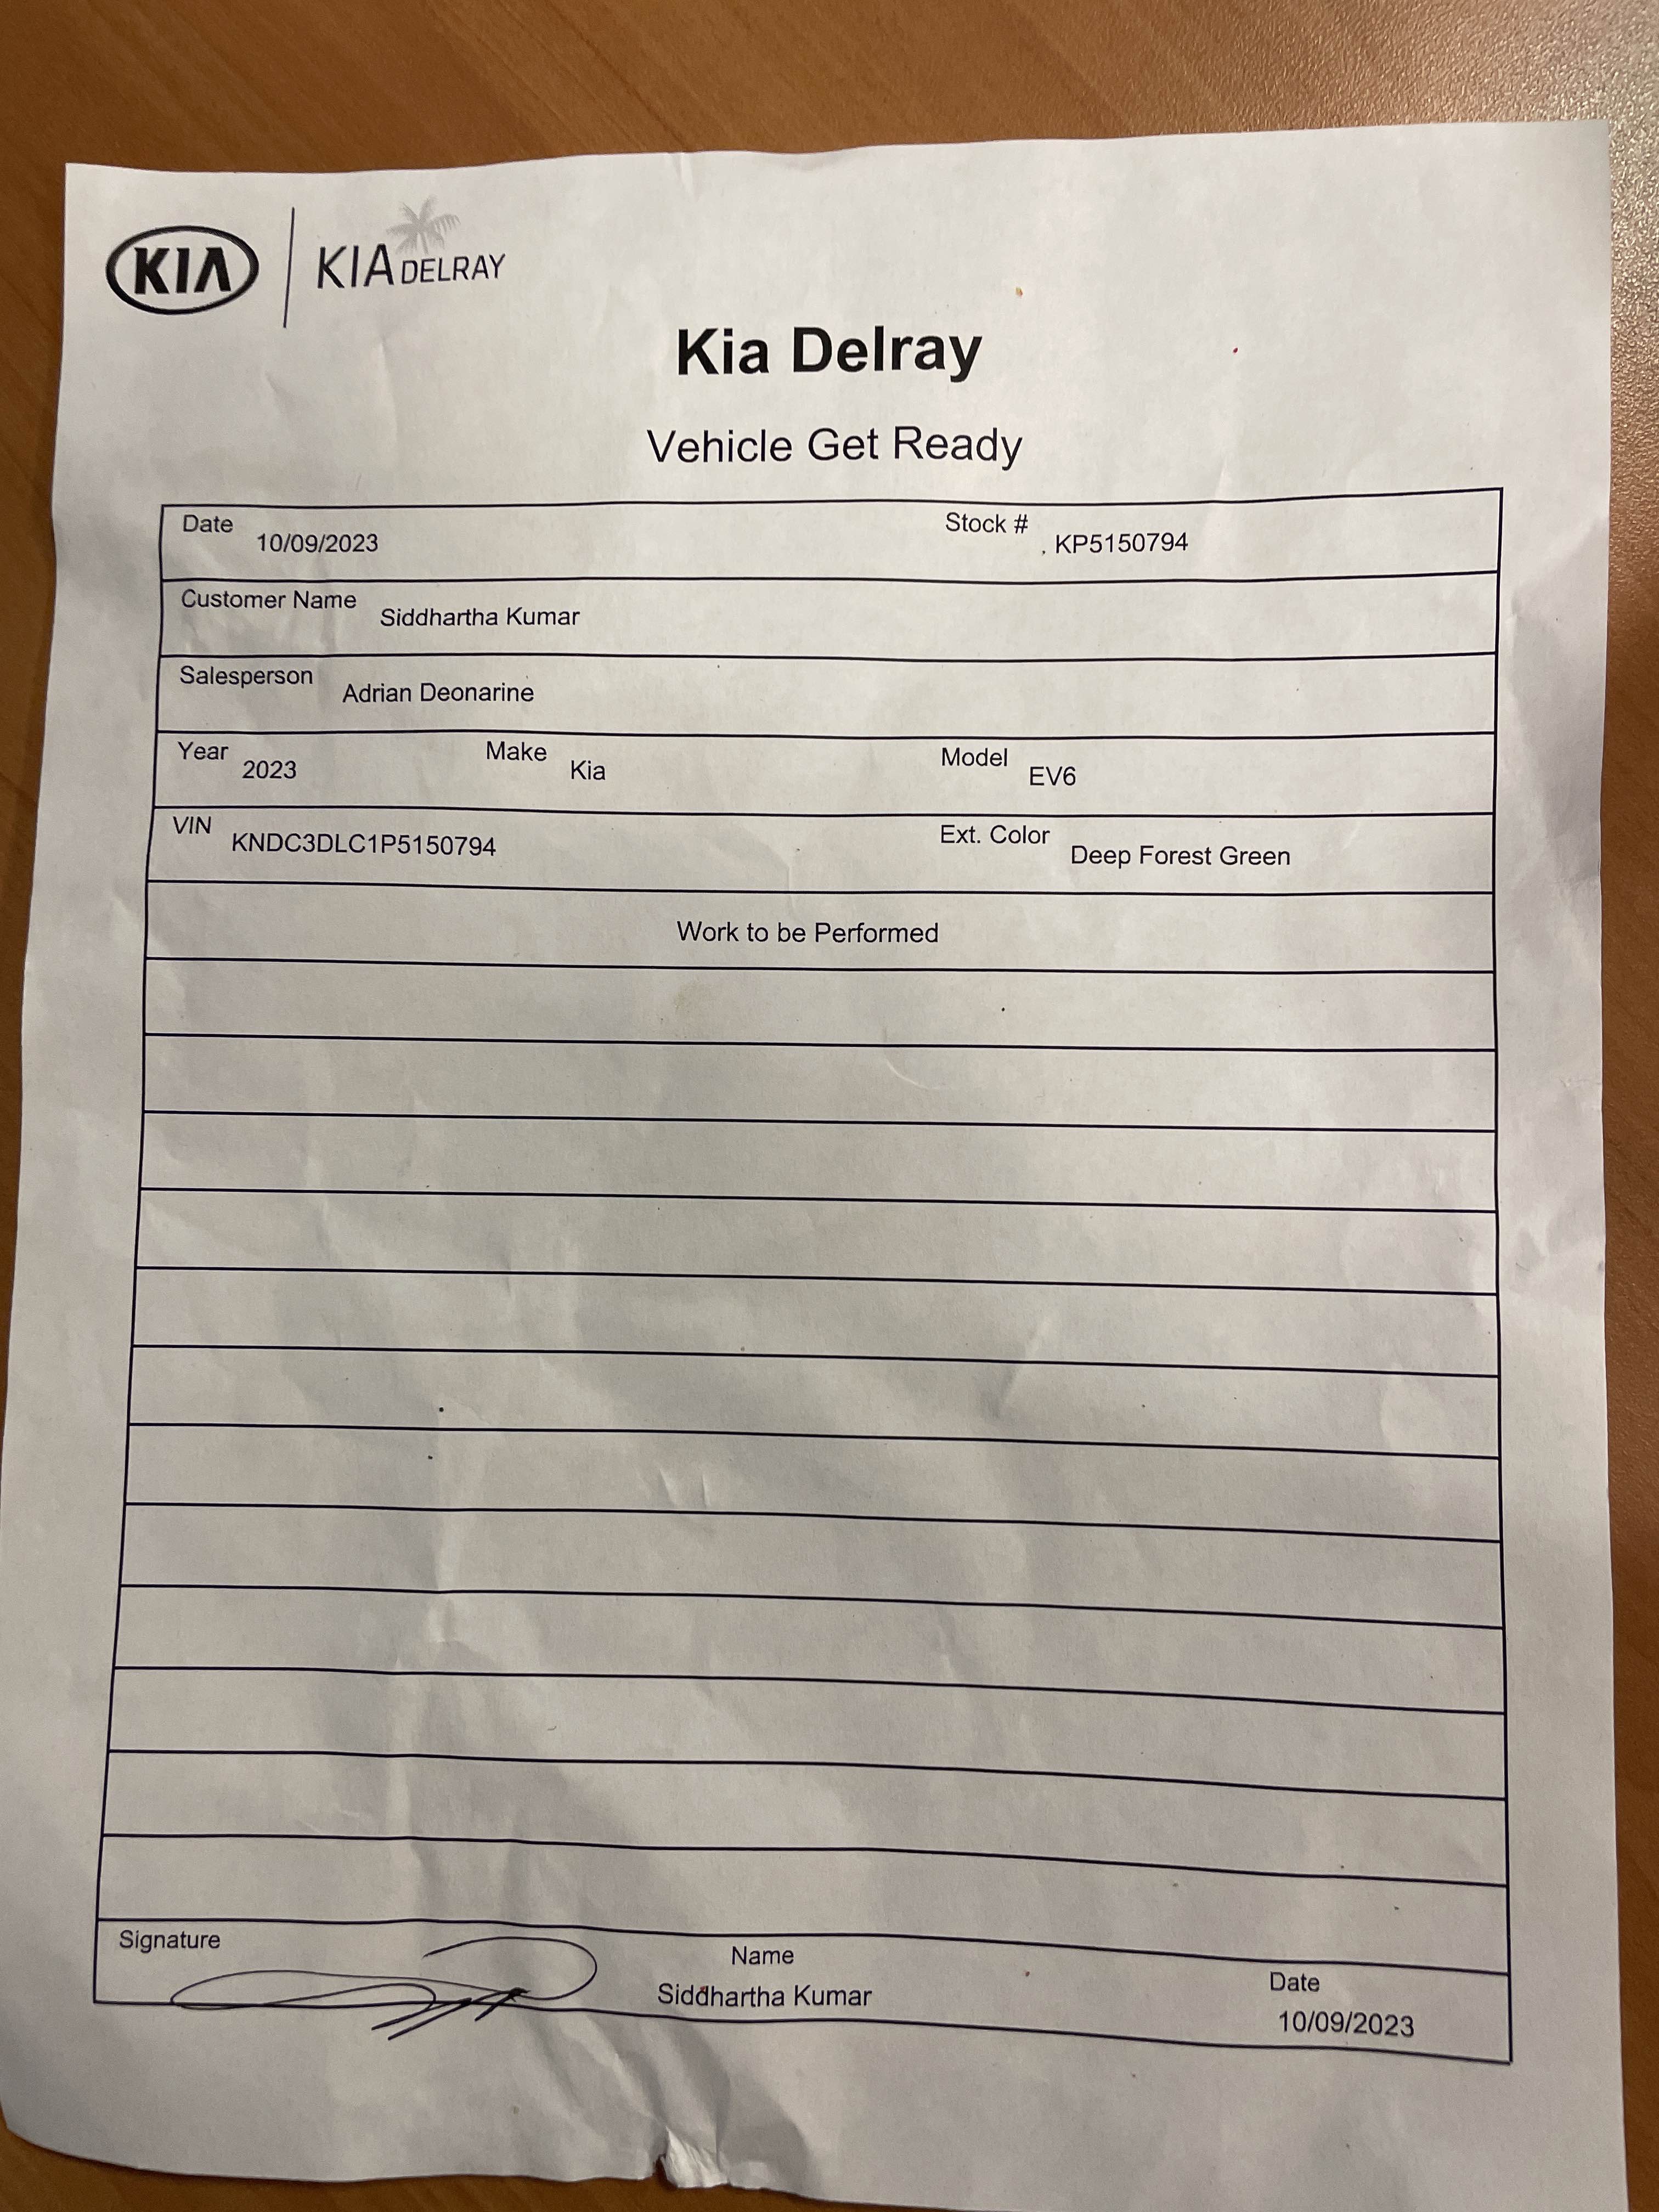 KIA | KIA DELRAY
Kia Delray
Vehicle Get Ready
Date 10/09/2023 Stock # . KP5150794
Customer Name Siddhartha Kumar
Salesperson Adrian Deonarine
Year 2023 Make Kia Model EV6
VIN KNDC3DLC1P5150794 Ext. Color Deep Forest Green
Work to be Performed
Signature Name Date
Siddhartha Kumar 10/09/2023